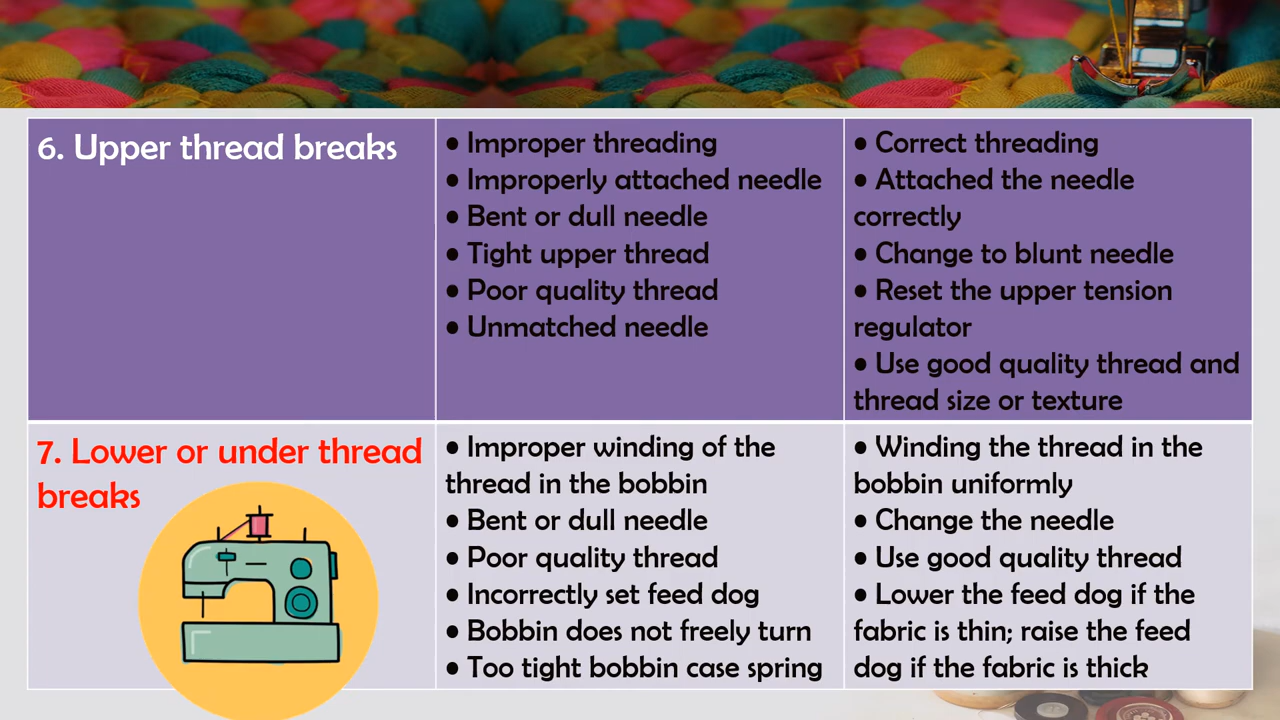 6. Upper thread breaks
• Improper threading
• Improperly attached needle
• Bent or dull needle
• Tight upper thread
• Poor quality thread
• Unmatched needle
• Correct threading
• Attached the needle
correctly
• Change to blunt needle
• Reset the upper tension
regulator
• Use good quality thread and
thread size or texture
7. Lower or under thread
breaks
• Improper winding of the
thread in the bobbin
• Bent or dull needle
• Poor quality thread
• Incorrectly set feed dog
• Bobbin does not freely turn
• Too tight bobbin case spring
• Winding the thread in the
bobbin uniformly
• Change the needle
• Use good quality thread
• Lower the feed dog if the
fabric is thin; raise the feed
dog if the fabric is thick